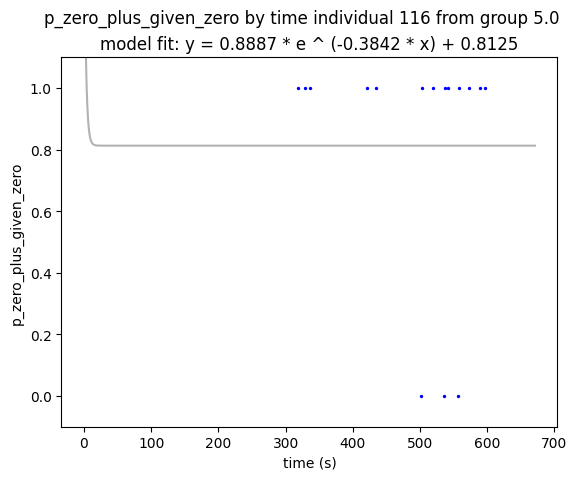 p_zero_plus_given_zero by time individual 116 from group 5.0
model fit: y = 0.8887 * e ^ (-0.3842 * x) + 0.8125
1.0
0.8
0.6
0.4
0.2
0.0
p_zero_plus_given_zero
0 100 200 300 400 500 600 700
time (s)